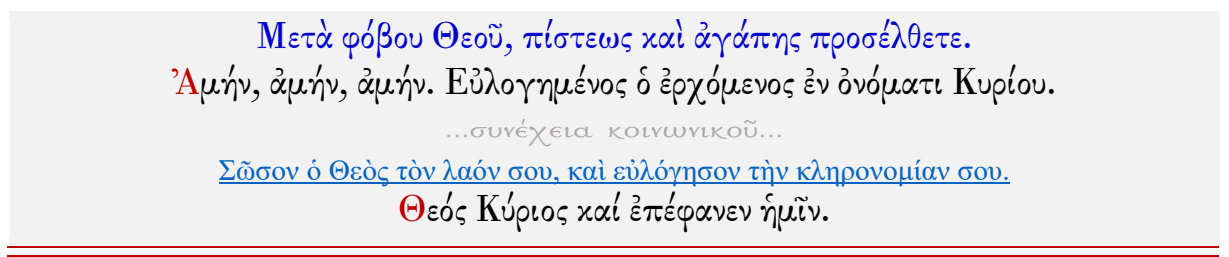 Μετὰ φόβου Θεοῦ, πίστεως καὶ ἀγάπης προσέλθετε.
Ἀμήν, ἀμήν, ἀμήν. Εὐλογημένος ὁ ἐρχόμενος ἐν ὀνόματι Κυρίου.
...συνέχεια κοινωνικοῦ...
Σῶσον ὁ Θεὸς τὸν λαόν σου, καὶ εὐλόγησον τὴν κληρονομίαν σου.
Θεός Κύριος καί ἐπέφανεν ἡμῖν.